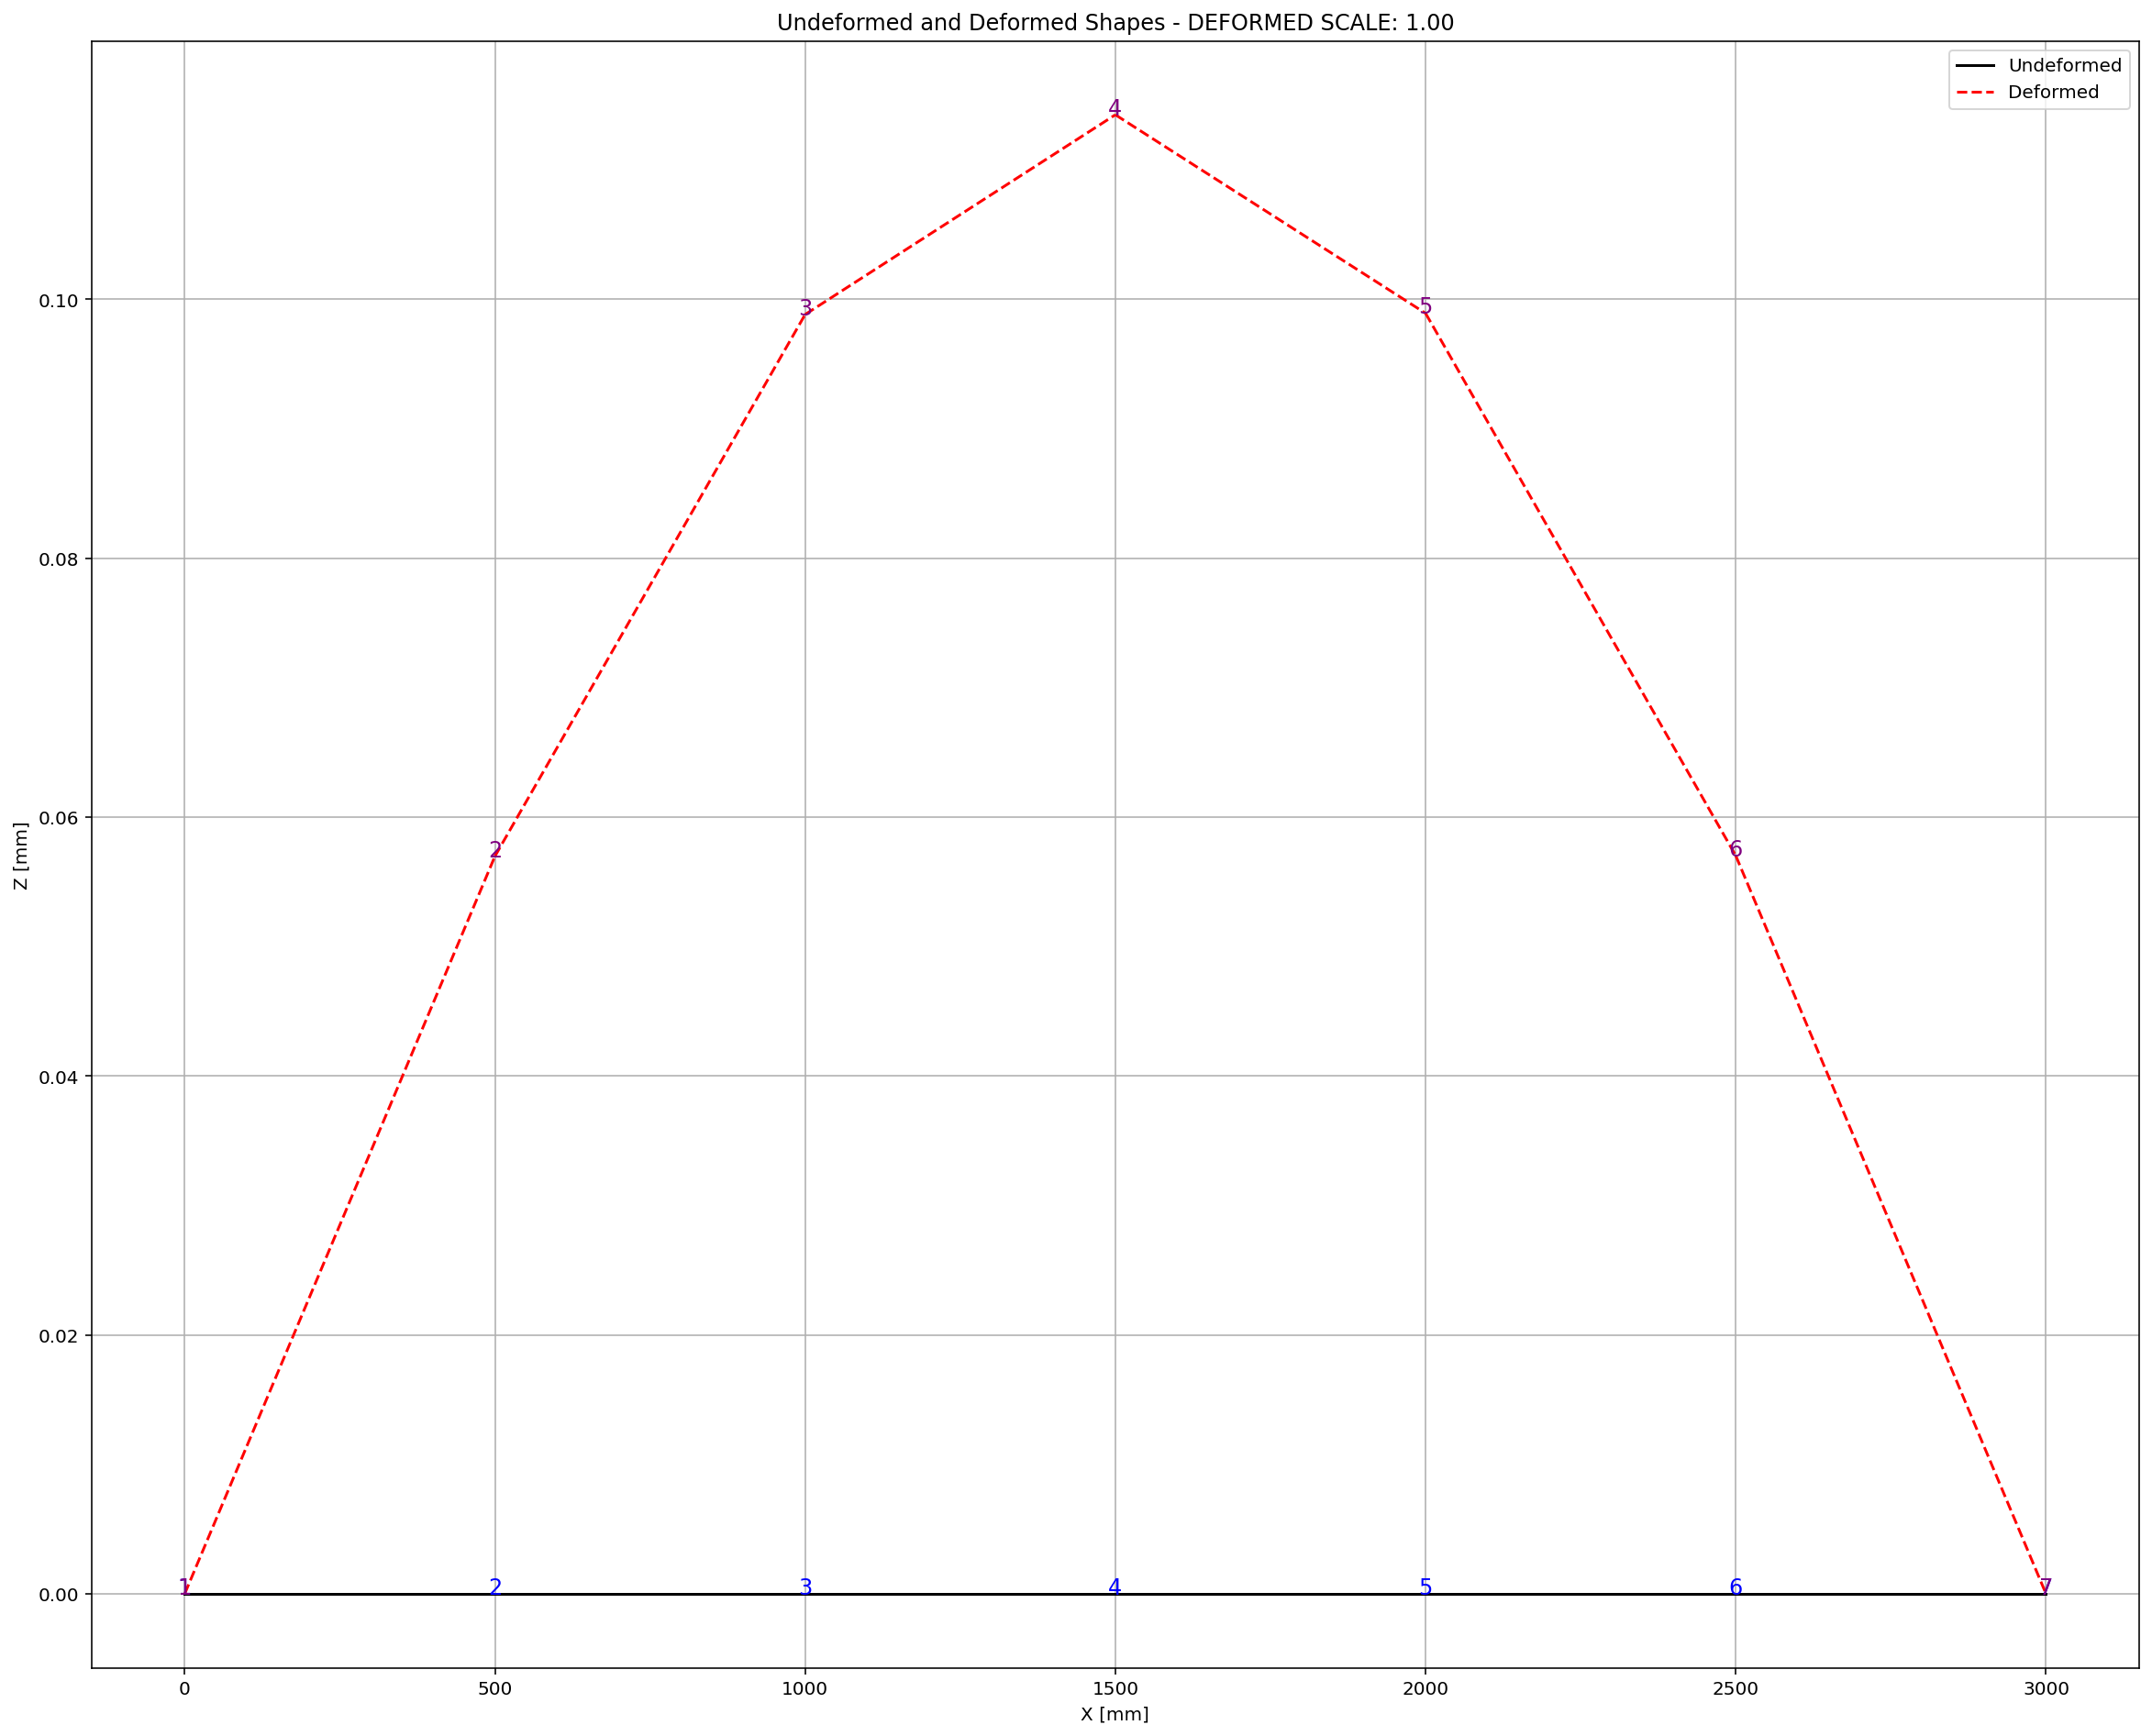 Undeformed and Deformed Shapes - DEFORMED SCALE: 1.00
Undeformed
Deformed
4
0.10
3
5
0.08
0.06
2
6
Z [mm]
0.04
0.02
0.00
1 2 3 4 5 6 7
0 500 1000 1500 2000 2500 3000
X [mm]